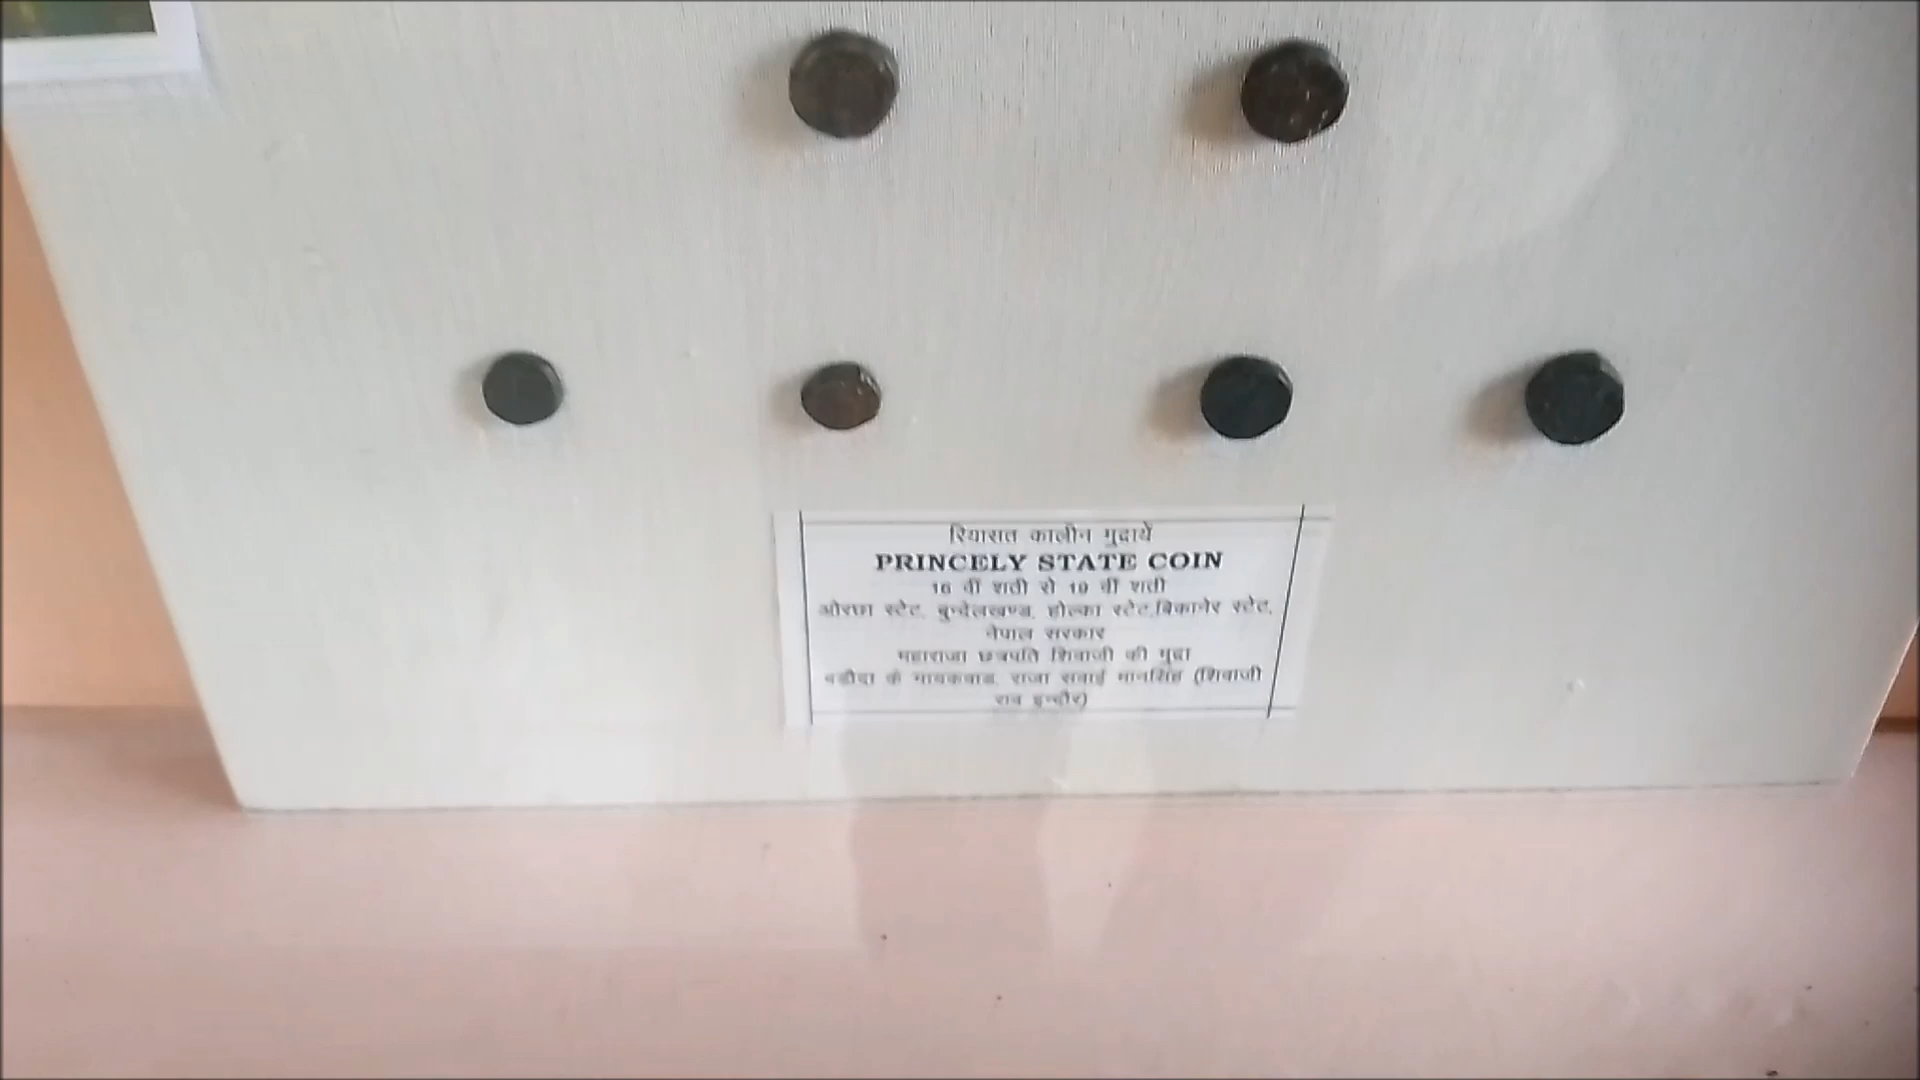 रियासत कालीन मुद्रायें
PRINCELY STATE COIN
16 वीं शती से 19 वीं शती
ओरछा स्टेट, बुन्देलखण्ड, होल्का स्टेट,बिकानेर स्टेट,
नेपाल सरकार
महाराजा छत्रपति शिवाजी की मुद्रा
बडौदा के गायकवाड, राजा सवाई मानसिंह (शिवाजी
राव इन्दौर)